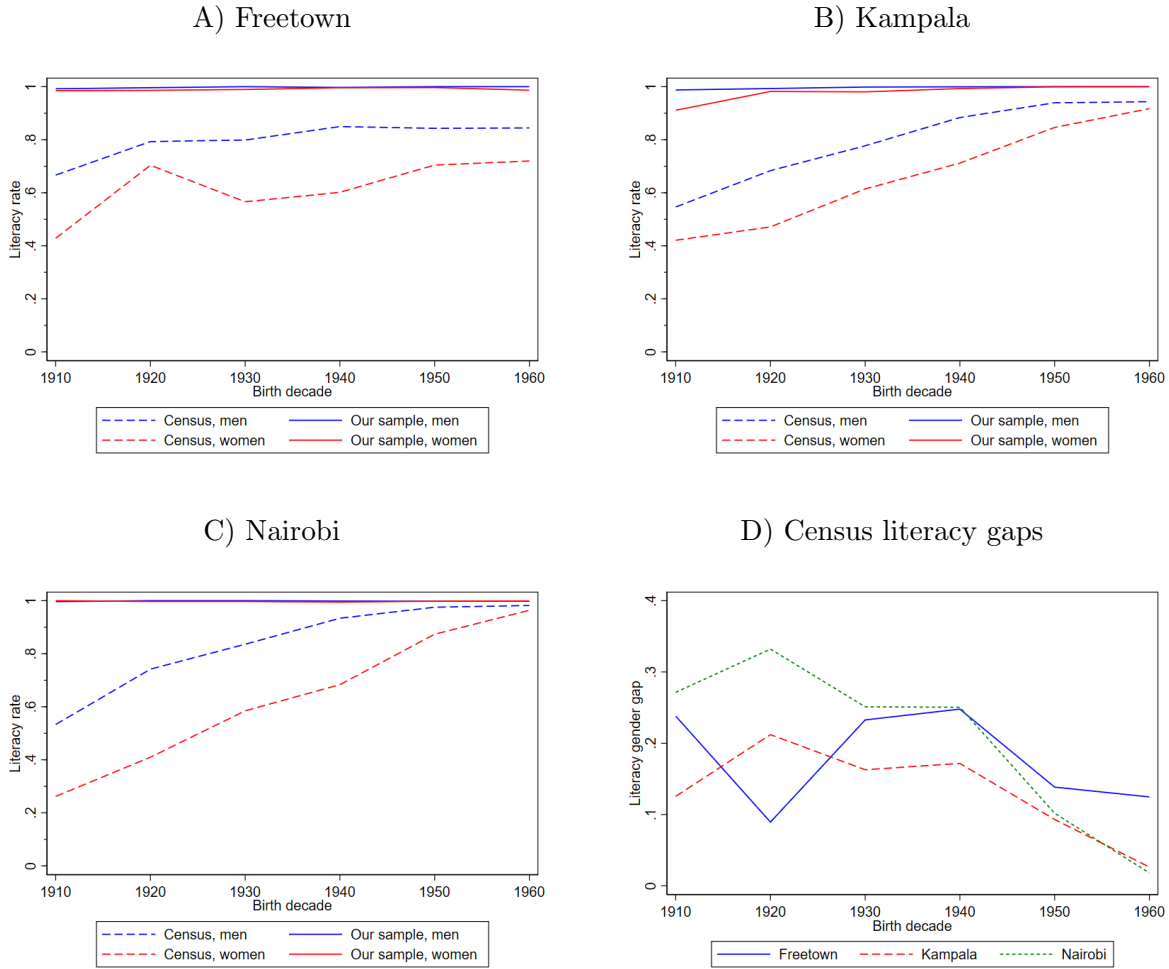 A) Freetown
Literacy rate
0 .2 .4 .6 .8 1
1910 1920 1930 1940 1950 1960
Birth decade
Census, men Our sample, men
Census, women Our sample, women
B) Kampala
Literacy rate
0 .2 .4 .6 .8 1
1910 1920 1930 1940 1950 1960
Birth decade
Census, men Our sample, men
Census, women Our sample, women
C) Nairobi
Literacy rate
0 .2 .4 .6 .8 1
1910 1920 1930 1940 1950 1960
Birth decade
Census, men Our sample, men
Census, women Our sample, women
D) Census literacy gaps
Literacy gender gap
0 .1 .2 .3 .4
1910 1920 1930 1940 1950 1960
Birth decade
Freetown Kampala Nairobi